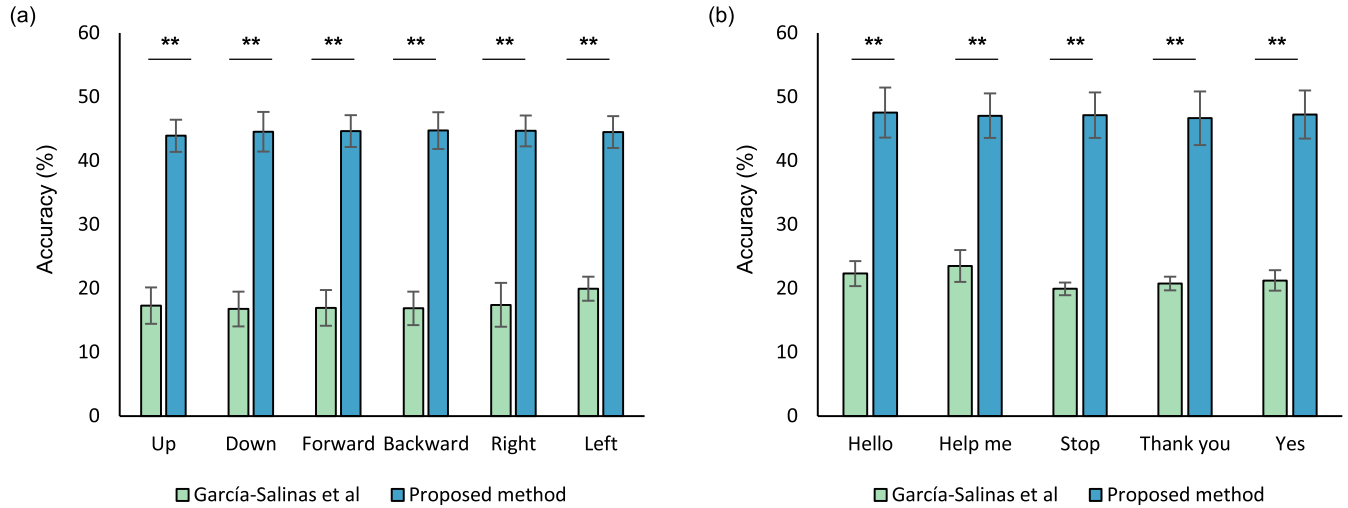 (a)
60
50
40
30
20
10
0
Accuracy (%)
** ** ** ** ** **
Up Down Forward Backward Right Left
García-Salinas et al Proposed method
(b)
60
50
40
30
20
10
0
Accuracy (%)
** ** ** ** **
Hello Help me Stop Thank you Yes
García-Salinas et al Proposed method